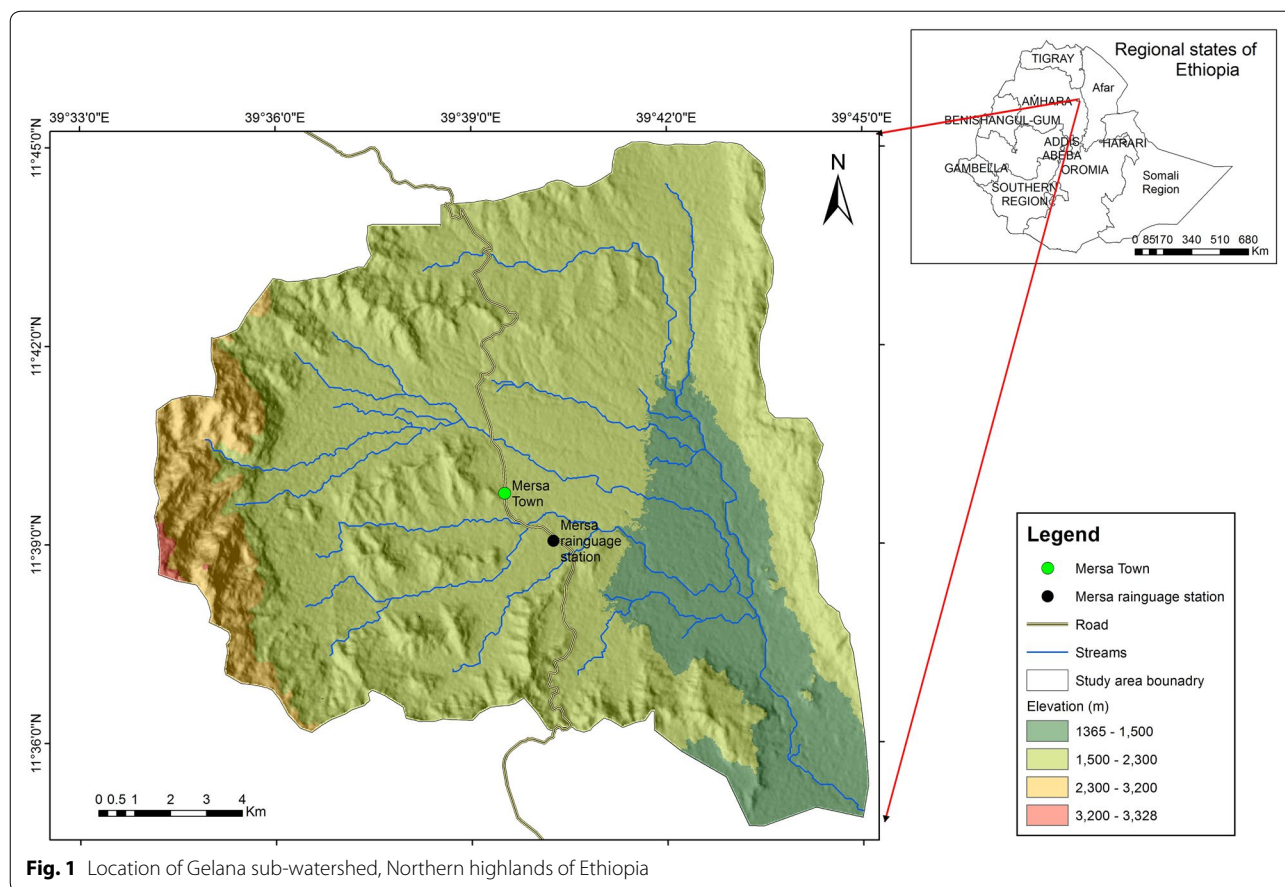 39°33'0"E
39°36'0"E
39°39'0"E
39°42'0"E
39°45'0"E
11°45'0"N
11°42'0"N
11°39'0"N
11°36'0"N
N
Mersa
Town
Mersa
rainguage
station
0 0.5 1 2 3 4
Km
Regional states of
Ethiopia
TIGRAY
Afar
AMHARA
BENISHANGUL-GUM
ADDIS
ABEBA
HARARI
GAMBELLA
OROMIA
SOUTHERN
REGION
Somali
Region
0 85 170 340 510 680
Km
Legend
Mersa Town
Mersa rainguage station
Road
Streams
Study area bounadry
Elevation (m)
1365 - 1,500
1,500 - 2,300
2,300 - 3,200
3,200 - 3,328
Fig. 1 Location of Gelana sub-watershed, Northern highlands of Ethiopia